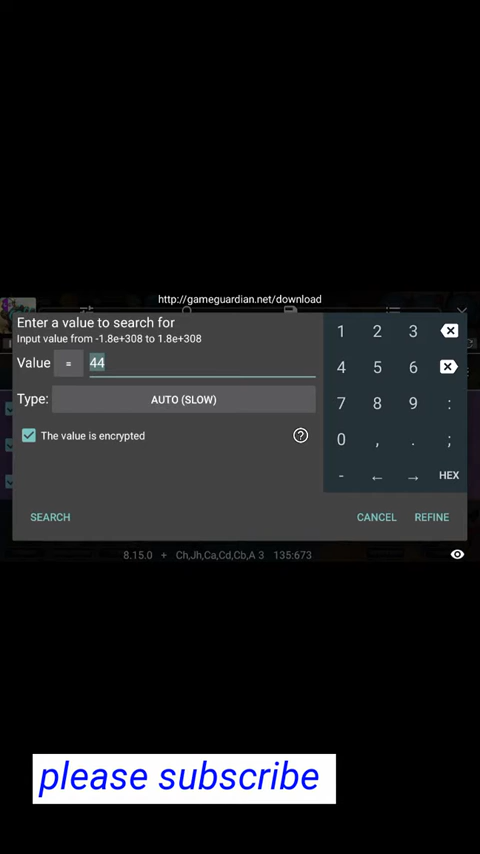 http://gameguardian.net/download
Enter a value to search for
Input value from -1.8e+308 to 1.8e+308
Value = 44
Type: AUTO (SLOW)
The value is encrypted
1 2 3
4 5 6
7 8 9 :
0 , . ;
- ← → HEX
SEARCH CANCEL REFINE
8.15.0 + Ch,Jh,Ca,Cd,Cb,A 3 135:673
please subscribe